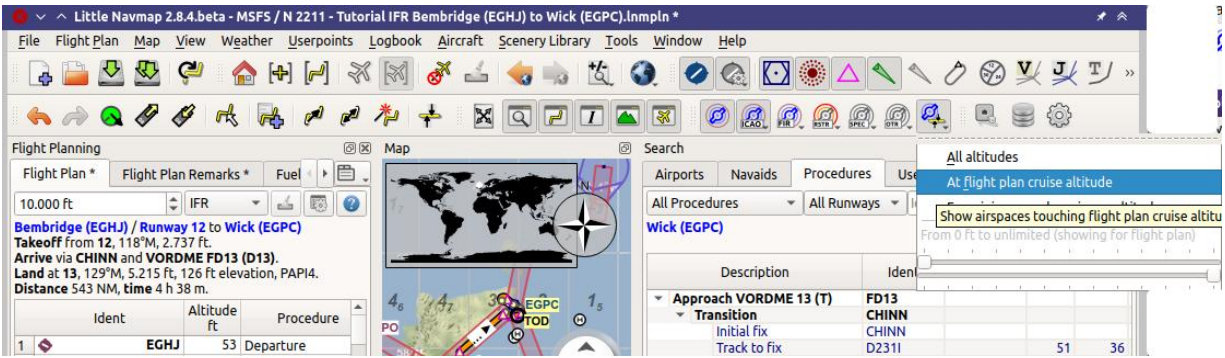 Little Navmap 2.8.4.beta - MSFS / N 2211 - Tutorial IFR Bembridge (EGHJ) to Wick (EGPC).lnmpln *
File Flight Plan Map View Weather Userpoints Logbook Aircraft Scenery Library Tools Window Help
ICAO FIR RSTR SPEC OTR
Flight Planning
Flight Plan * Flight Plan Remarks * Fuel
10.000 ft IFR
Bembridge (EGHJ) / Runway 12 to Wick (EGPC)
Takeoff from 12, 118°M, 2.737 ft.
Arrive via CHINN and VORDME FD13 (D13).
Land at 13, 129°M, 5.215 ft, 126 ft elevation, PAPI4.
Distance 543 NM, time 4 h 38 m.
Ident Altitude ft Procedure
1 EGHJ 53 Departure
Map
N
EGPC
TOD
PO
Search
Airports Navaids Procedures
All Procedures All Runways
Wick (EGPC)
Description Ident
Approach VORDME 13 (T) FD13
Transition CHINN
Initial fix CHINN
Track to fix D231I 51 36
All altitudes
At flight plan cruise altitude
Show airspaces touching flight plan cruise altitu
From 0 ft to unlimited (showing for flight plan)